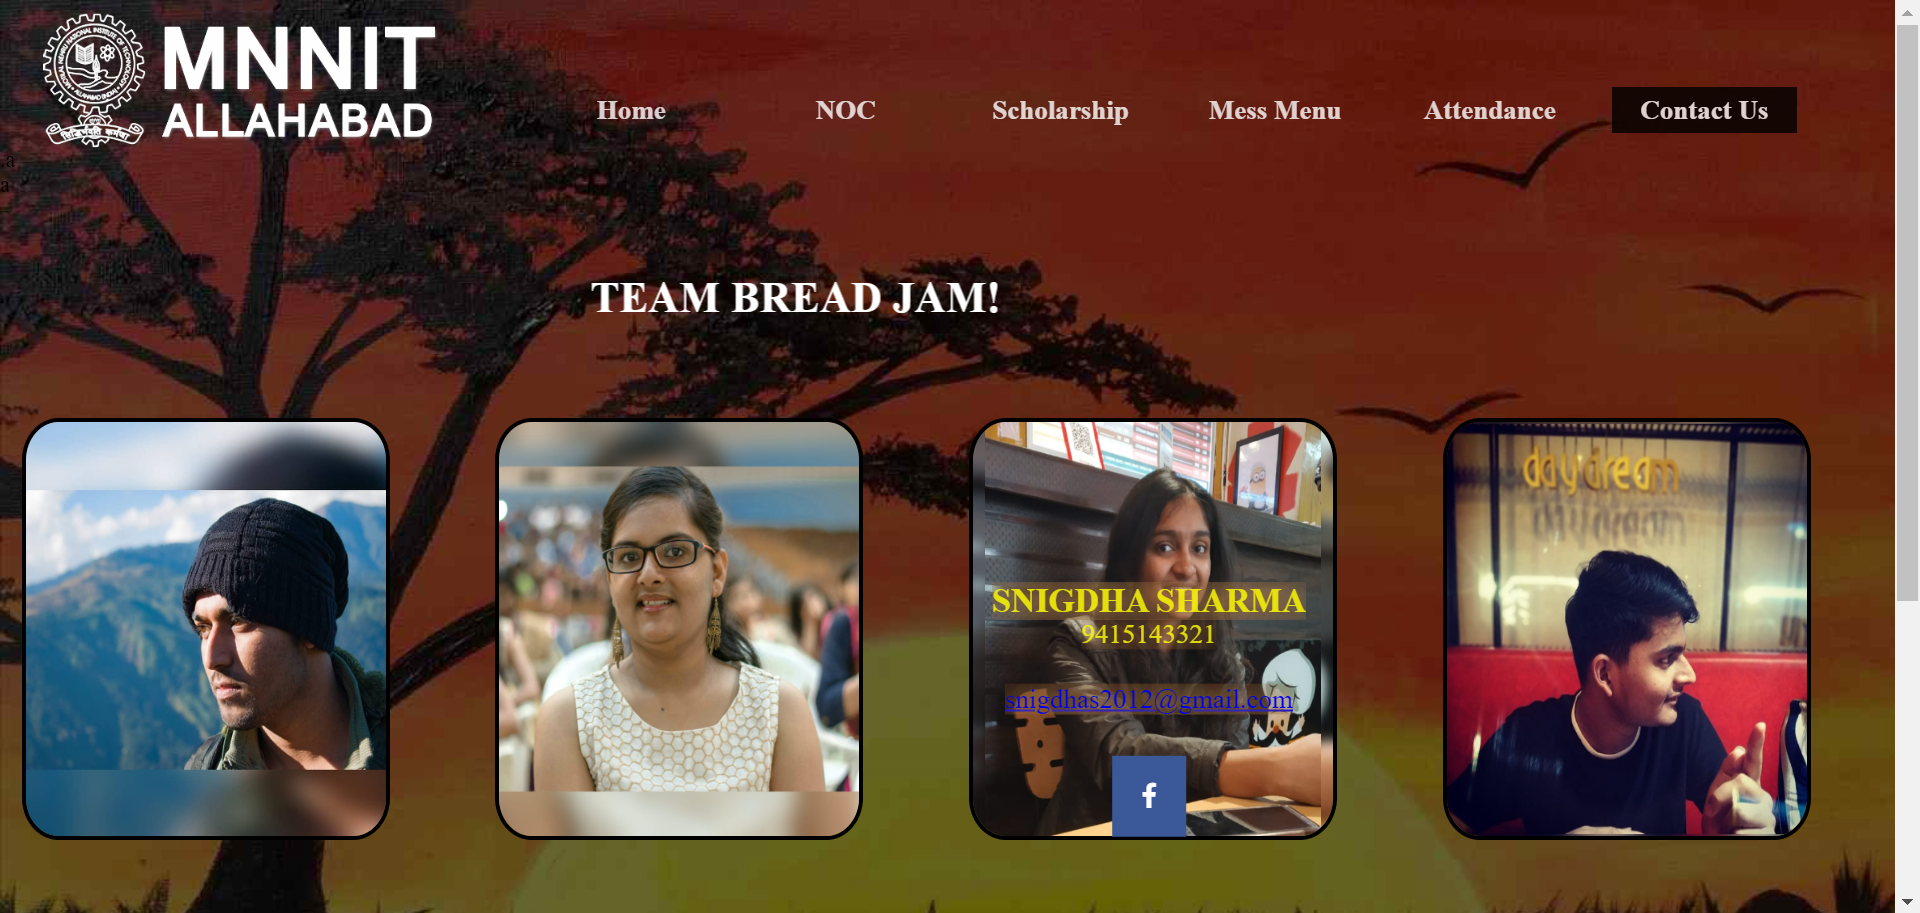 MNNIT
ALLAHABAD
Home
NOC
Scholarship
Mess Menu
Attendance
Contact Us
.a
a
TEAM BREAD JAM!
daydream
SNIGDHA SHARMA
9415143321
snigdhas2012@gmail.com
f